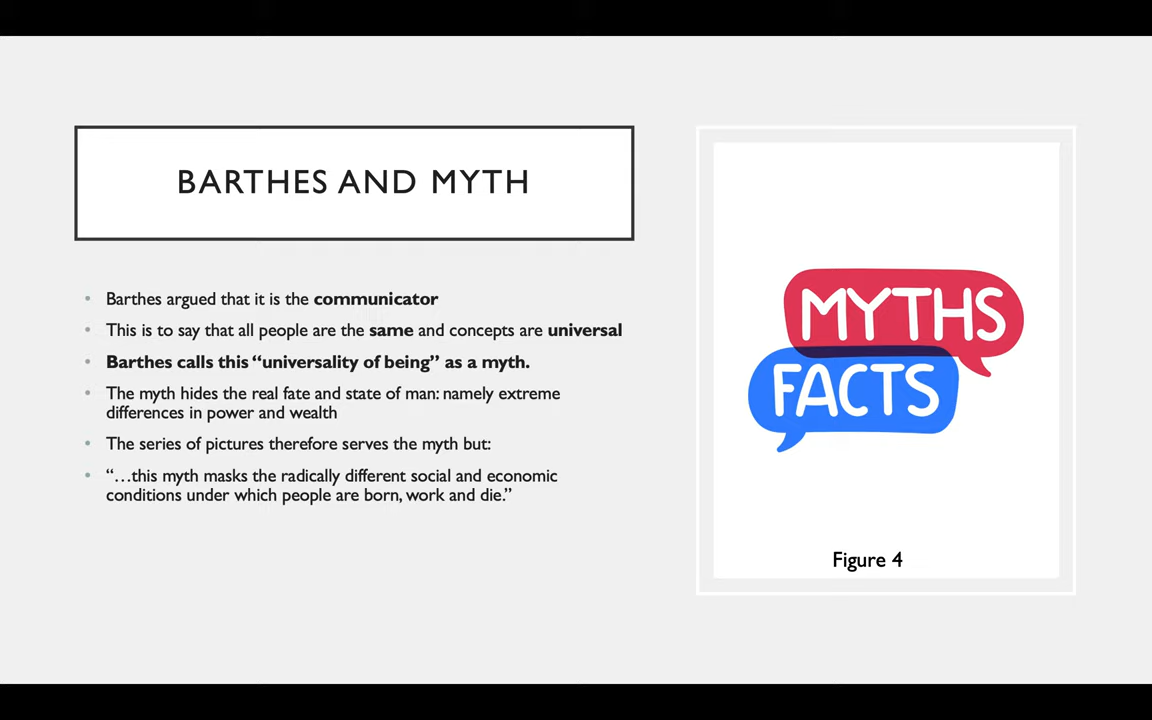 BARTHES AND MYTH
• Barthes argued that it is the communicator
• This is to say that all people are the same and concepts are universal
• Barthes calls this “universality of being” as a myth.
• The myth hides the real fate and state of man: namely extreme
differences in power and wealth
• The series of pictures therefore serves the myth but:
• “…this myth masks the radically different social and economic
conditions under which people are born, work and die.”
MYTHS
FACTS
Figure 4